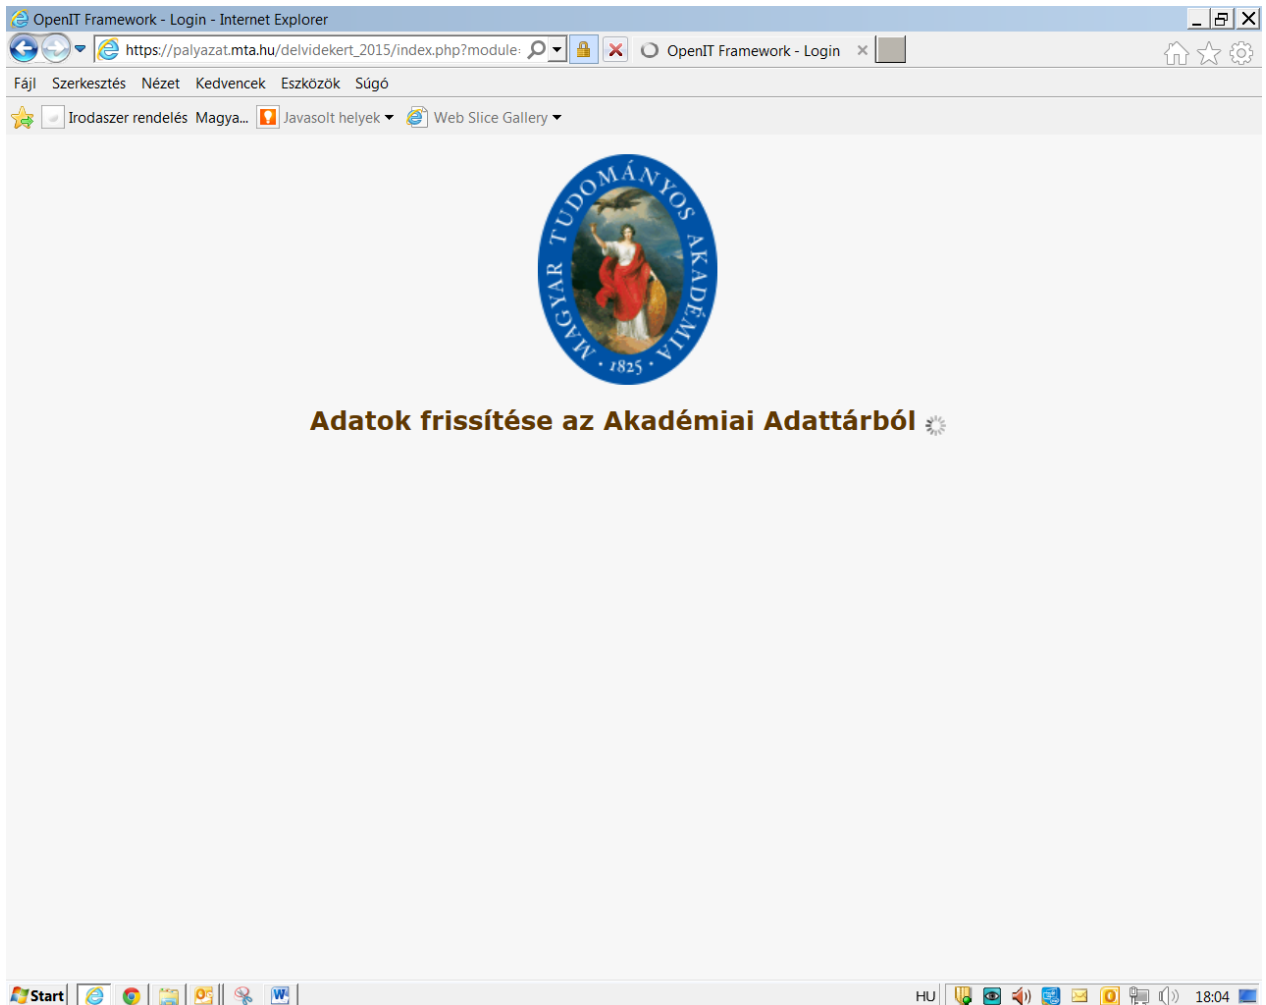 OpenIT Framework - Login - Internet Explorer
https://palyazat.mta.hu/delvidekert_2015/index.php?module:
OpenIT Framework - Login
Fájl Szerkesztés Nézet Kedvencek Eszközök Súgó
Irodaszer rendelés Magya... Javasolt helyek Web Slice Gallery
MAGYAR TUDOMÁNYOS AKADÉMIA · 1825 ·
Adatok frissítése az Akadémiai Adattárból
Start HU 18:04